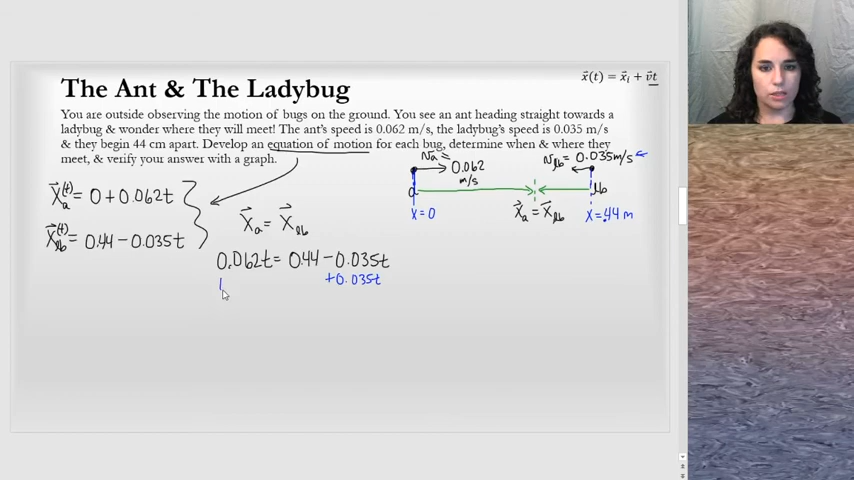 x⃗(t) = x⃗ᵢ + v⃗t
The Ant & The Ladybug
You are outside observing the motion of bugs on the ground. You see an ant heading straight towards a
ladybug & wonder where they will meet! The ant's speed is 0.062 m/s, the ladybug's speed is 0.035 m/s
& they begin 44 cm apart. Develop an equation of motion for each bug, determine when & where they
meet, & verify your answer with a graph.
Na = 0.062 m/s
Nlb = 0.035m/s
a
lb
x = 0
X⃗a = X⃗lb
x = .44 m
X⃗a(t) = 0 + 0.062t
X⃗lb(t) = 0.44 - 0.035t
X⃗a = X⃗lb
0.062t = 0.44 - 0.035t
+0.035t